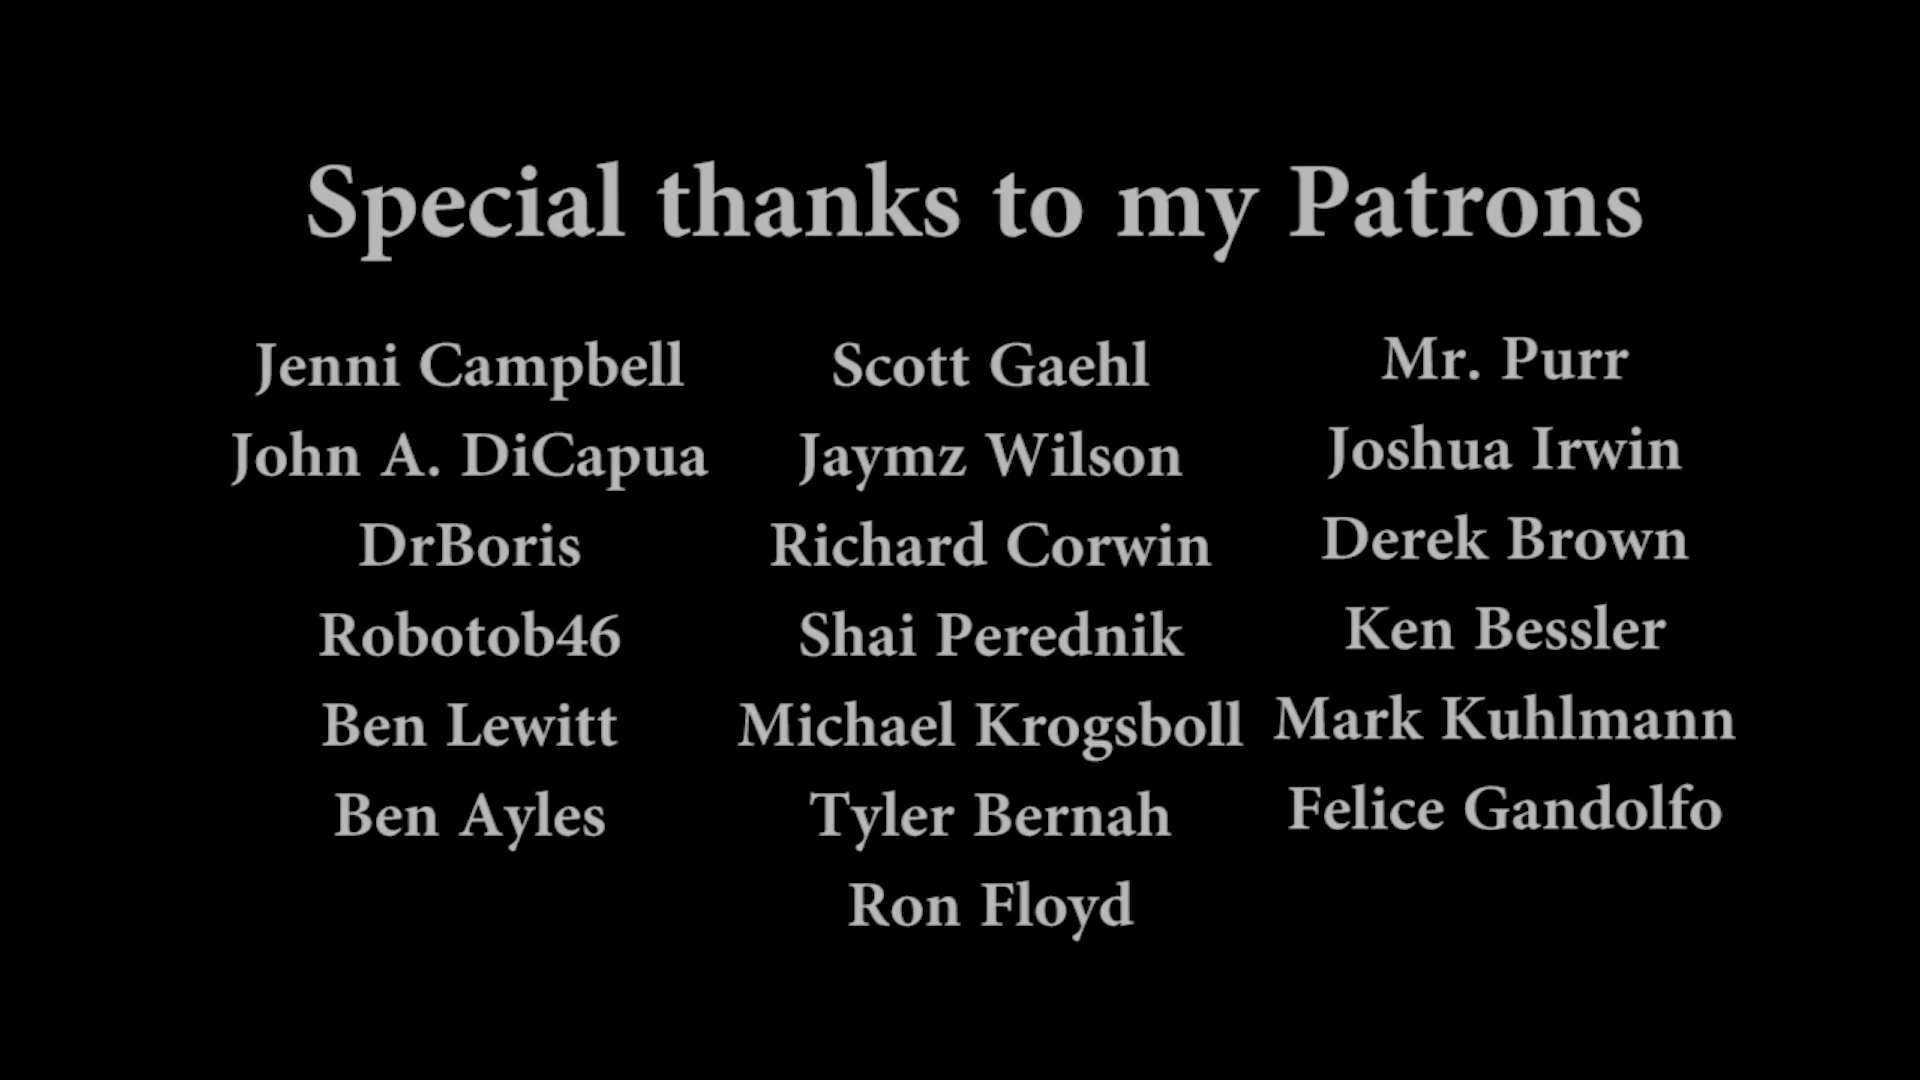 Special thanks to my Patrons
Jenni Campbell
John A. DiCapua
DrBoris
Robotob46
Ben Lewitt
Ben Ayles
Scott Gaehl
Jaymz Wilson
Richard Corwin
Shai Perednik
Michael Krogsboll
Tyler Bernah
Ron Floyd
Mr. Purr
Joshua Irwin
Derek Brown
Ken Bessler
Mark Kuhlmann
Felice Gandolfo